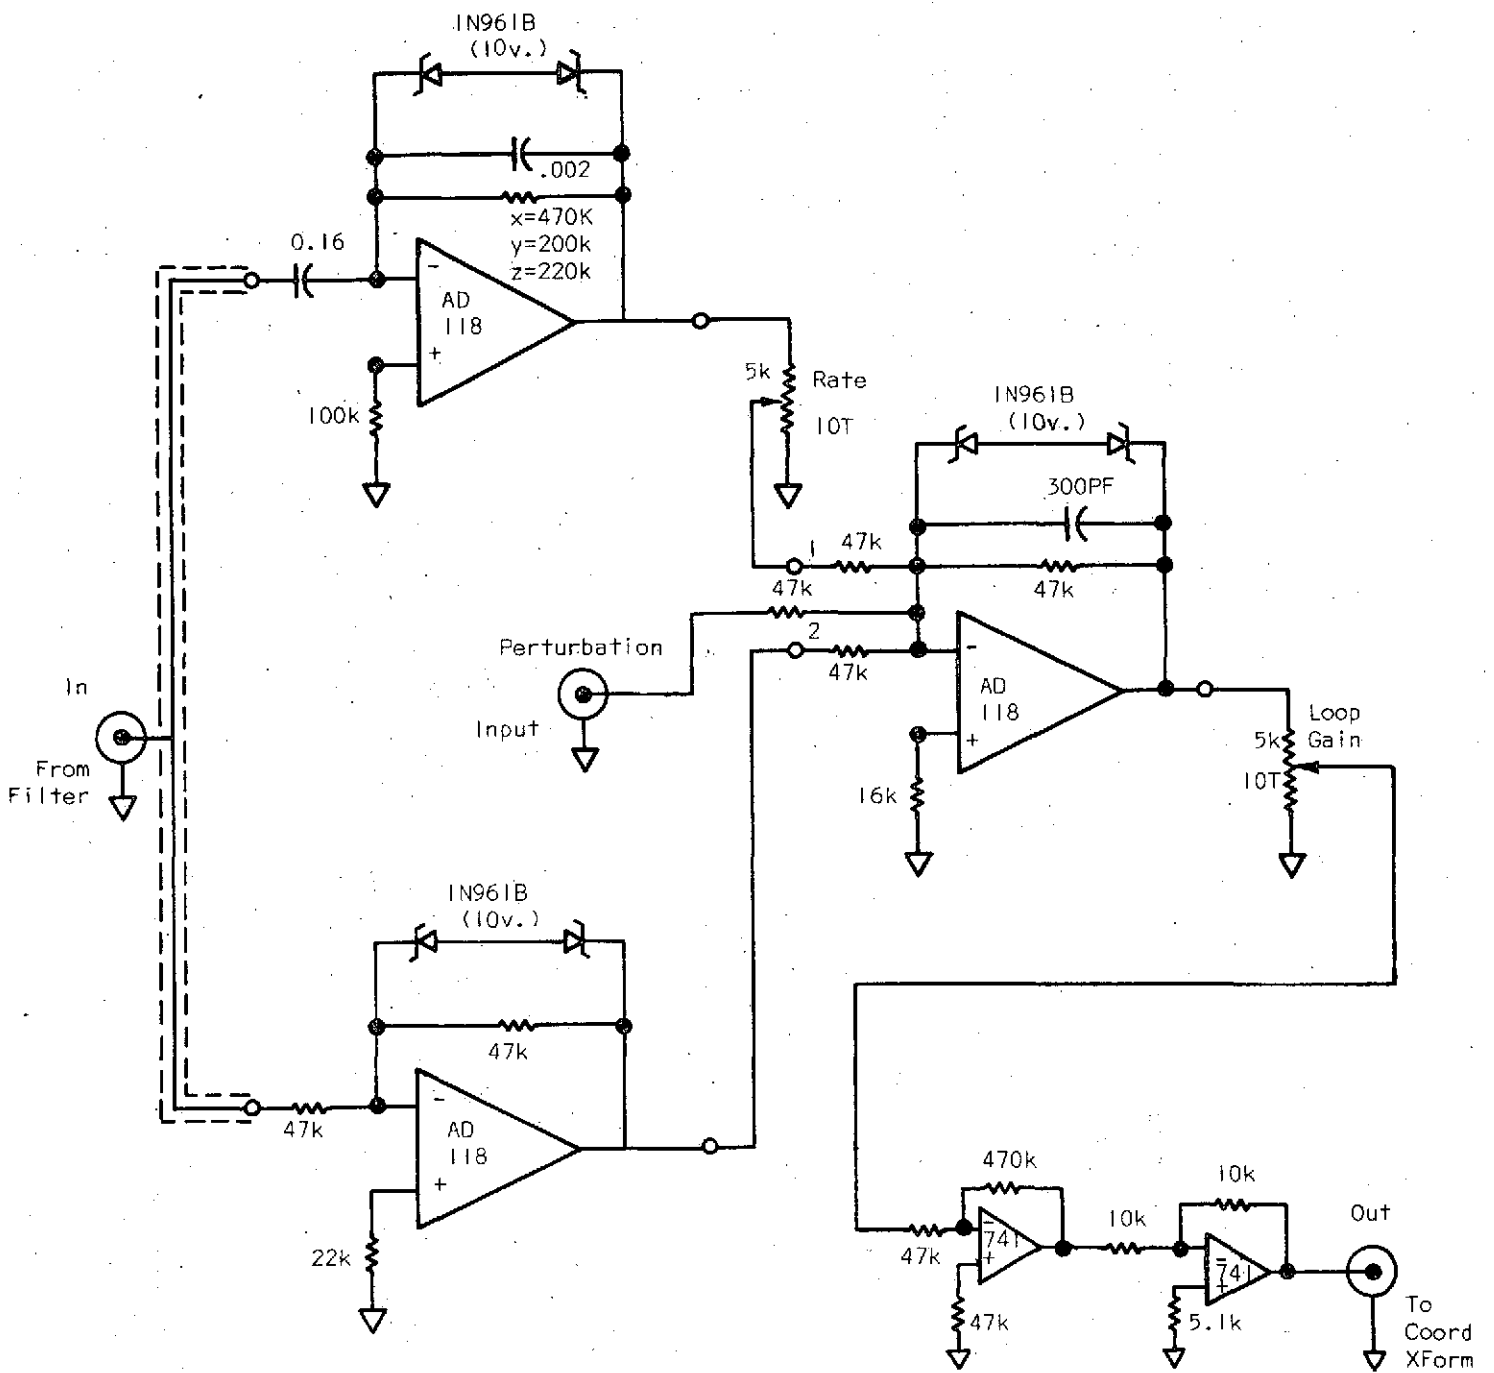 IN961B
(10v.)
.002
x=470K
y=200k
z=220k
0.16
-
AD
118
+
100k
5k
Rate
10T
IN961B
(10v.)
300PF
1
47k
47k
47k
2
47k
Perturbation
Input
-
AD
118
+
16k
Loop
Gain
5k
10T
In
From
Filter
IN961B
(10v.)
47k
47k
-
AD
118
+
22k
470k
47k
-
741
+
47k
10k
10k
-
741
+
5.1k
Out
To
Coord
XForm